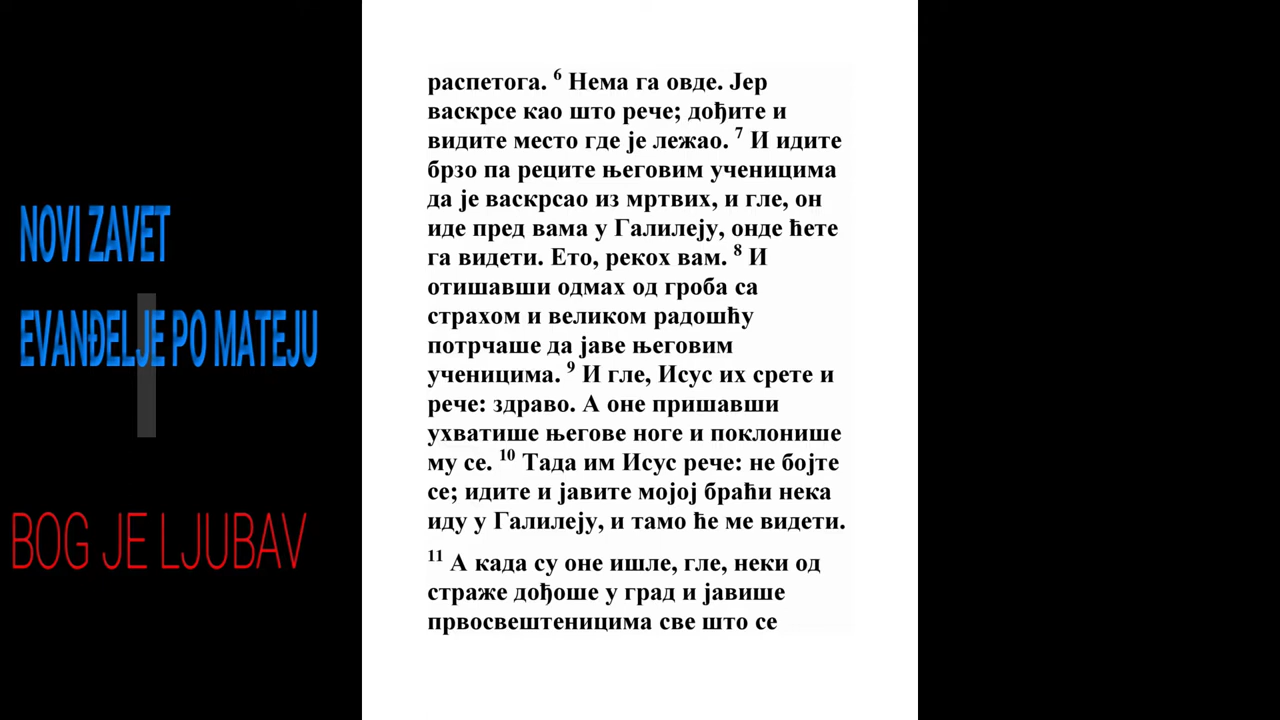 NOVI ZAVET
EVANĐELJE PO MATEJU
BOG JE LJUBAV
распетога. 6 Нема га овде. Јер
васкрсе као што рече; дођите и
видите место где је лежао. 7 И идите
брзо па реците његовим ученицима
да је васкрсао из мртвих, и гле, он
иде пред вама у Галилеју, онде ћете
га видети. Ето, рекох вам. 8 И
отишавши одмах од гроба са
страхом и великом радошћу
потрчаше да јаве његовим
ученицима. 9 И гле, Исус их срете и
рече: здраво. А оне пришавши
ухватише његове ноге и поклонише
му се. 10 Тада им Исус рече: не бојте
се; идите и јавите мојој браћи нека
иду у Галилеју, и тамо ће ме видети.
11 А када су оне ишле, гле, неки од
страже дођоше у град и јавише
првосвештеницима све што се